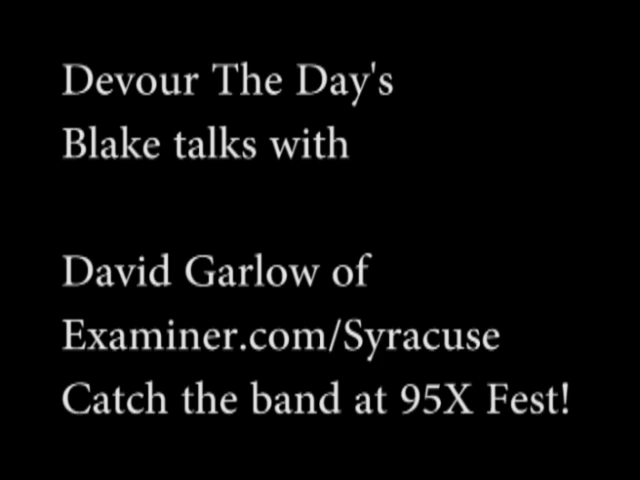 Devour The Day's
Blake talks with
David Garlow of
Examiner.com/Syracuse
Catch the band at 95X Fest!